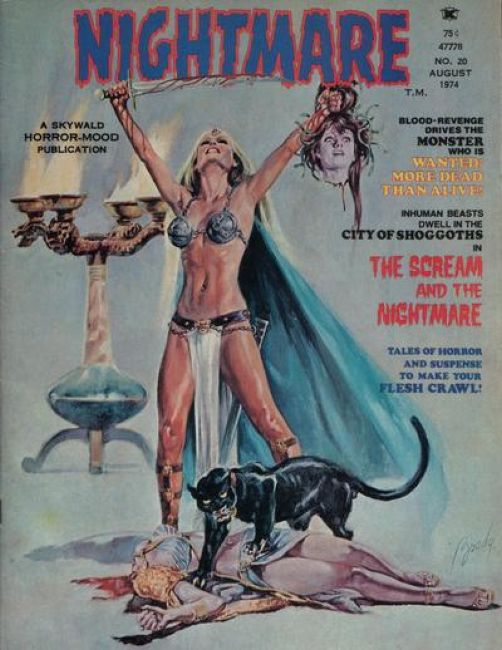 NIGHTMARE
T.M.
K
75¢
47778
NO. 20
AUGUST
1974
A SKYWALD
HORROR-MOOD
PUBLICATION
BLOOD-REVENGE
DRIVES THE
MONSTER
WHO IS
WANTED:
MORE DEAD
THAN ALIVE!
INHUMAN BEASTS
DWELL IN THE
CITY OF SHOGGOTHS
IN
THE SCREAM
AND THE
NIGHTMARE
TALES OF HORROR
AND SUSPENSE
TO MAKE YOUR
FLESH CRAWL!